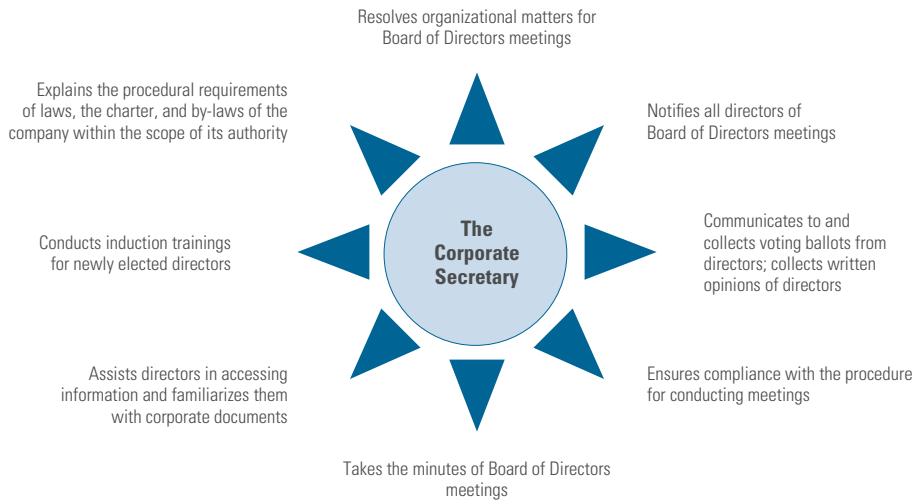 Resolves organizational matters for
Board of Directors meetings
Explains the procedural requirements
of laws, the charter, and by-laws of the
company within the scope of its authority
Notifies all directors of
Board of Directors meetings
Conducts induction trainings
for newly elected directors
The
Corporate
Secretary
Communicates to and
collects voting ballots from
directors; collects written
opinions of directors
Assists directors in accessing
information and familiarizes them
with corporate documents
Ensures compliance with the procedure
for conducting meetings
Takes the minutes of Board of Directors
meetings